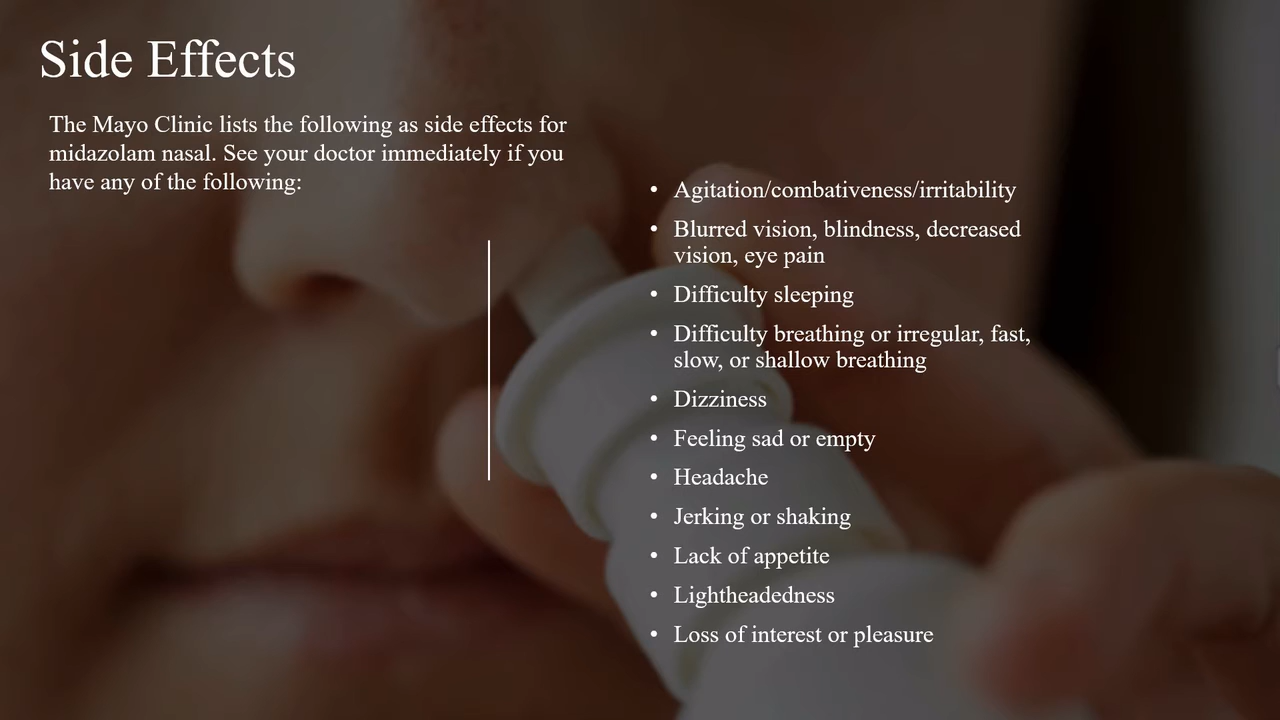 Side Effects
The Mayo Clinic lists the following as side effects for
midazolam nasal. See your doctor immediately if you
have any of the following:
• Agitation/combativeness/irritability
• Blurred vision, blindness, decreased
vision, eye pain
• Difficulty sleeping
• Difficulty breathing or irregular, fast,
slow, or shallow breathing
• Dizziness
• Feeling sad or empty
• Headache
• Jerking or shaking
• Lack of appetite
• Lightheadedness
• Loss of interest or pleasure